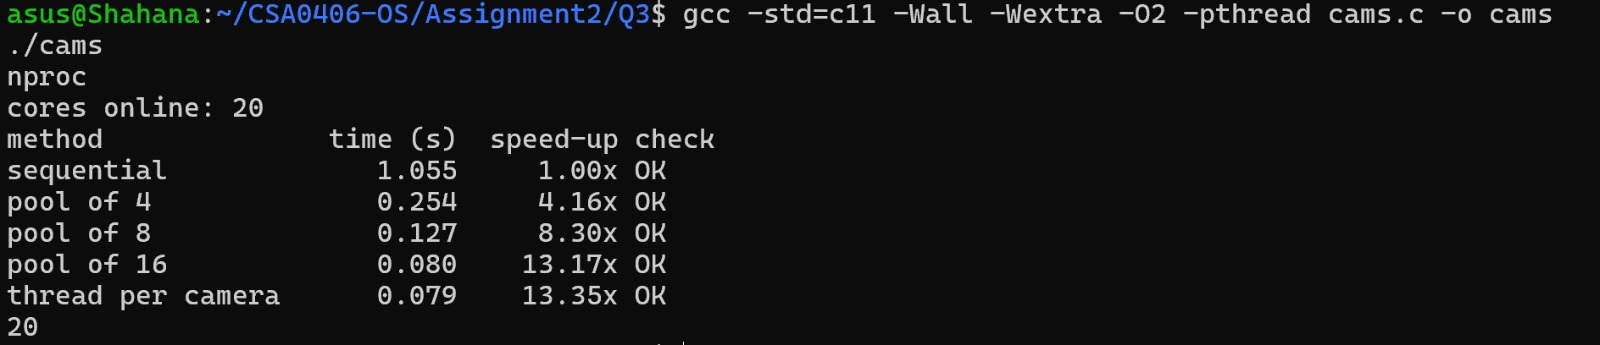 asus@Shahana:~/CSA0406-OS/Assignment2/Q3$ gcc -std=c11 -Wall -Wextra -O2 -pthread cams.c -o cams
./cams
nproc
cores online: 20
method               time (s)  speed-up check
sequential              1.055     1.00x OK
pool of 4               0.254     4.16x OK
pool of 8               0.127     8.30x OK
pool of 16              0.080    13.17x OK
thread per camera       0.079    13.35x OK
20